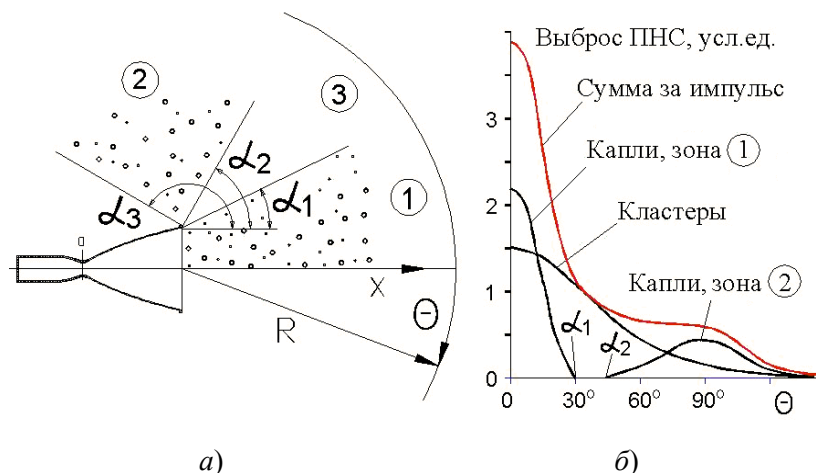 2
3
1
α2
α1
α3
a
X
R
Θ
а)
Выброс ПНС, усл.ед.
3
Сумма за импульс
Капли, зона 1
2
Кластеры
Капли, зона 2
1
α1 α2
0
0 30° 60° 90° Θ
б)